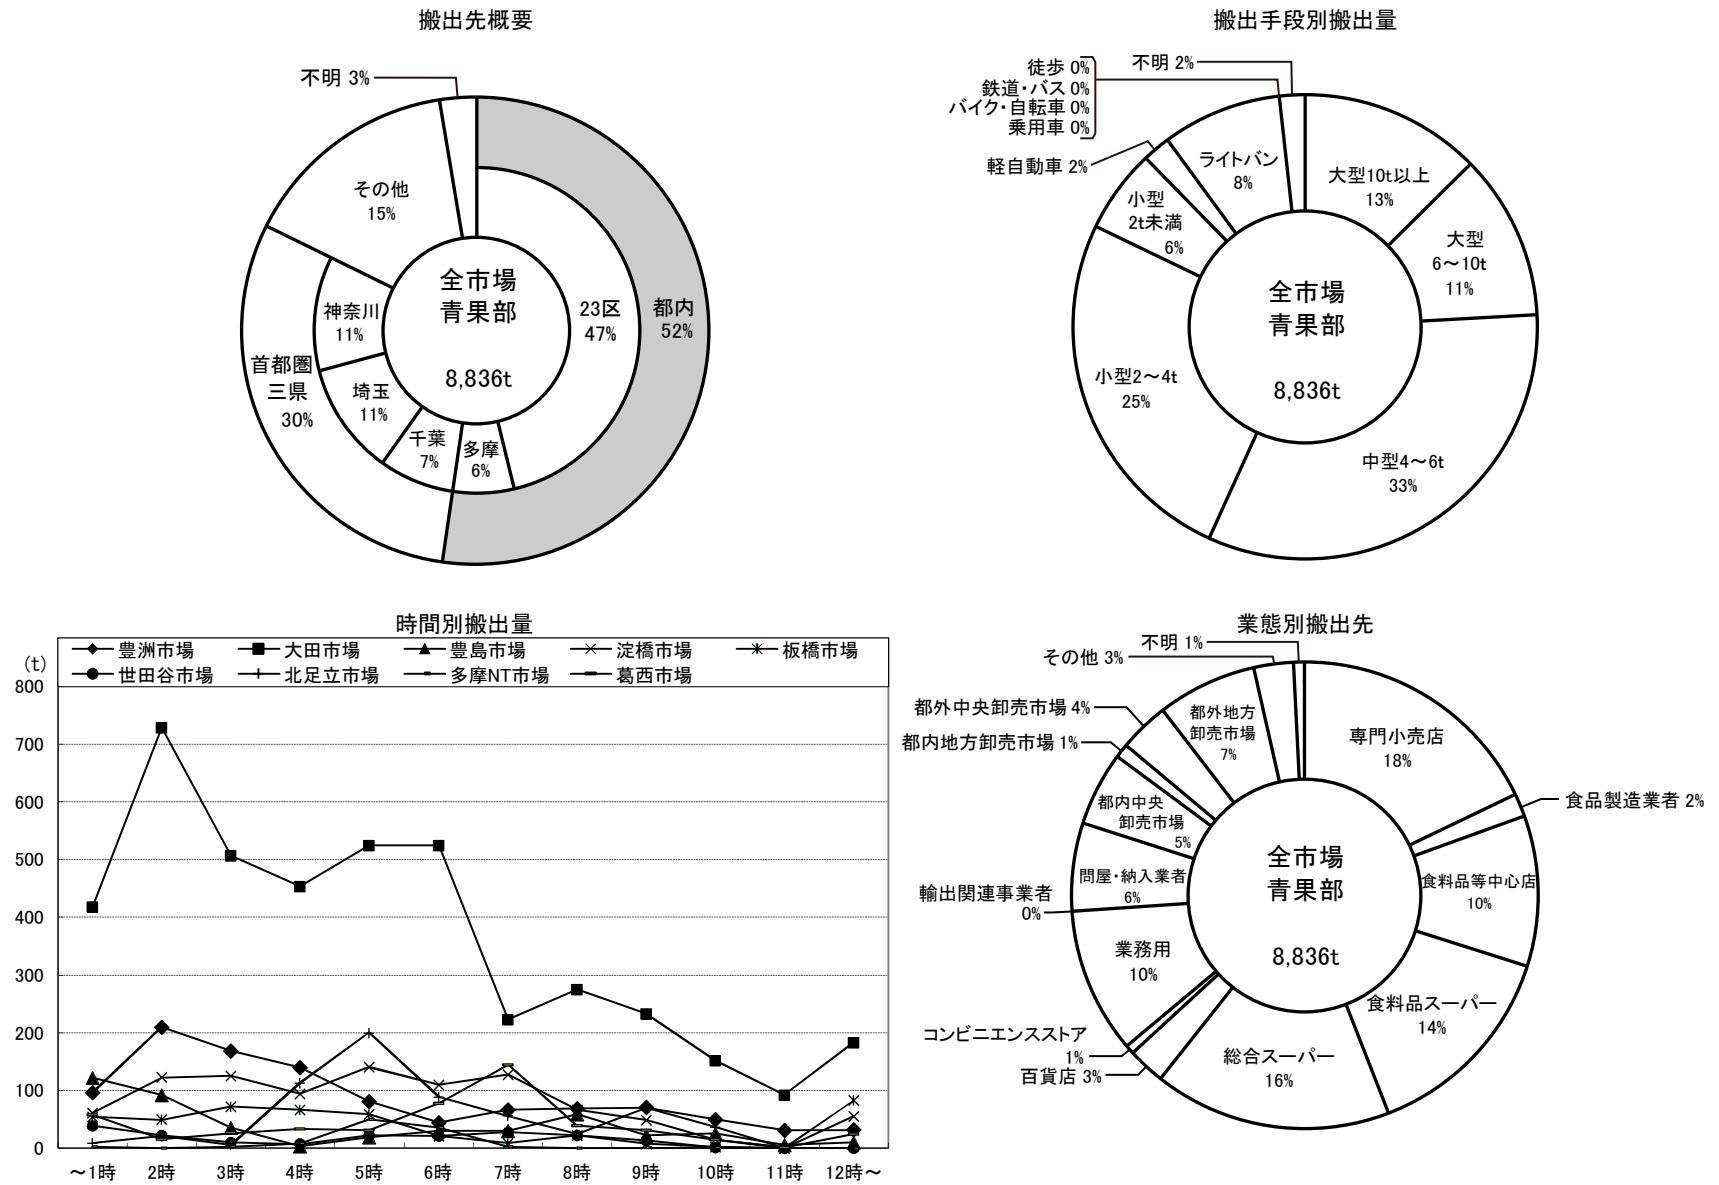 搬出先概要
不明 3%
その他
15%
神奈川
11%
首都圏
三県
30%
埼玉
11%
千葉
7%
多摩
6%
23区
47%
都内
52%
全市場
青果部
8,836t
搬出手段別搬出量
徒歩 0%
鉄道・バス 0%
バイク・自転車 0%
乗用車 0%
不明 2%
軽自動車 2%
ライトバン
8%
小型
2t未満
6%
小型2～4t
25%
中型4～6t
33%
大型
6～10t
11%
大型10t以上
13%
全市場
青果部
8,836t
時間別搬出量
豊洲市場 大田市場 豊島市場 淀橋市場 板橋市場
世田谷市場 北足立市場 多摩NT市場 葛西市場
(t)
800
700
600
500
400
300
200
100
0
～1時 2時 3時 4時 5時 6時 7時 8時 9時 10時 11時 12時～
業態別搬出先
不明 1%
その他 3%
都外中央卸売市場 4%
都内地方卸売市場 1%
都外地方
卸売市場
7%
都内中央
卸売市場
5%
問屋・納入業者
6%
輸出関連事業者
0%
業務用
10%
コンビニエンスストア
1%
百貨店 3%
総合スーパー
16%
食料品スーパー
14%
食料品等中心店
10%
食品製造業者 2%
専門小売店
18%
全市場
青果部
8,836t